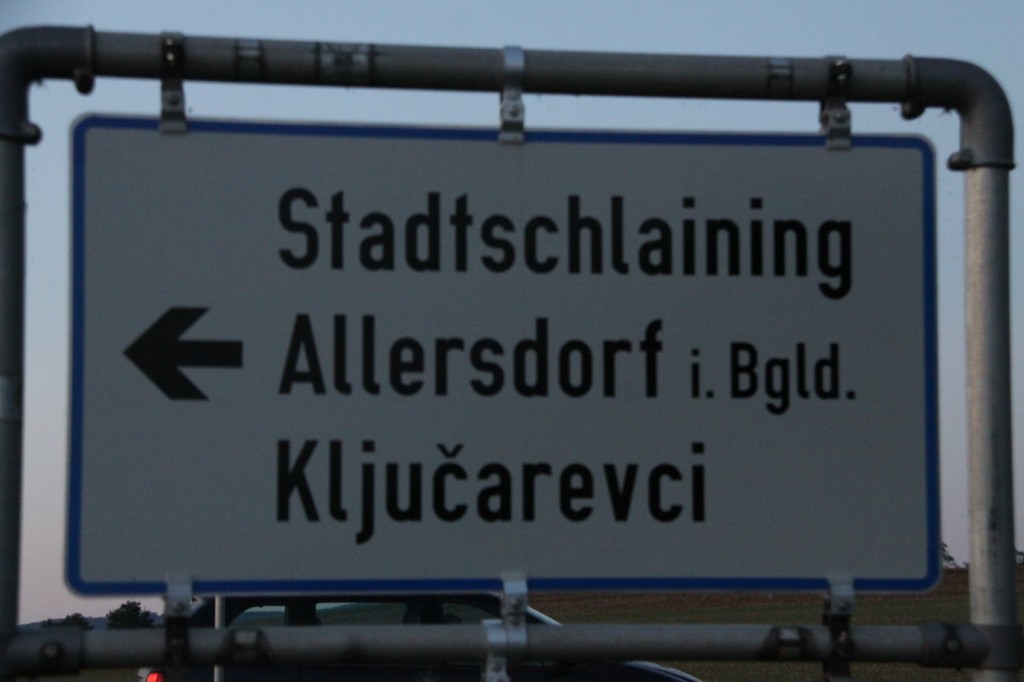 Stadtschlaining
Allersdorf i. Bgld.
Ključarevci